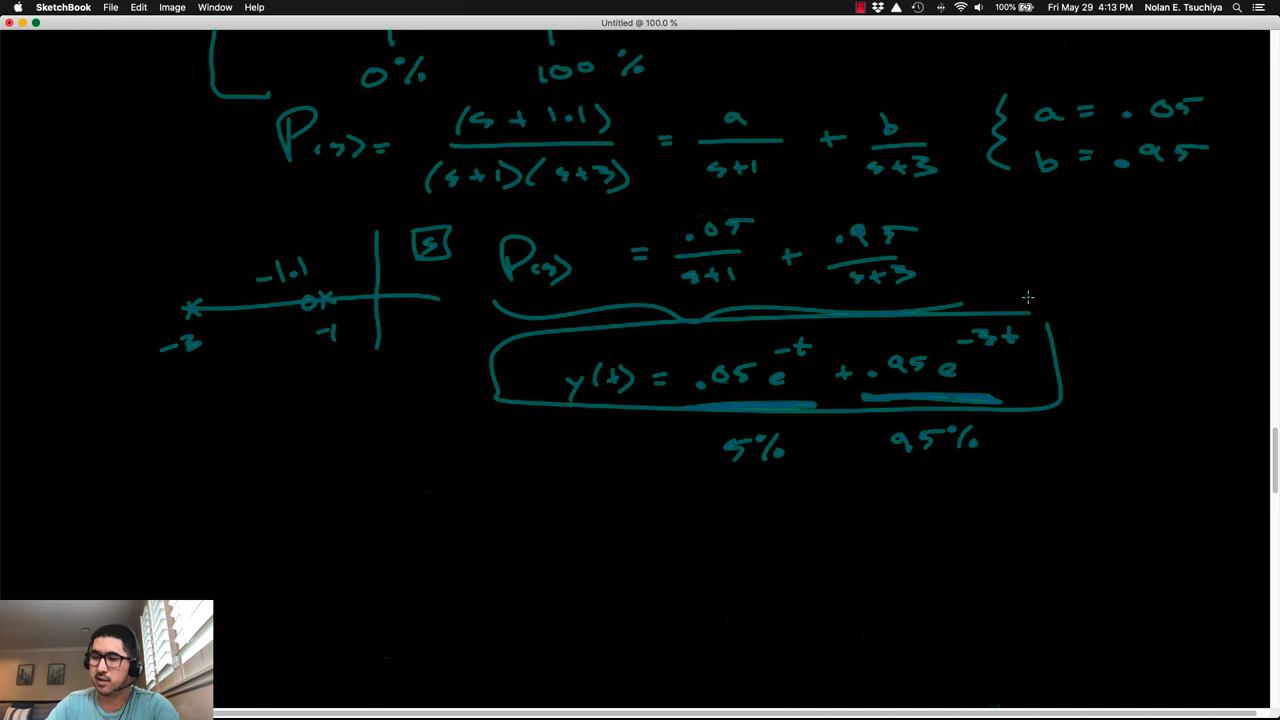 SketchBook File Edit Image Window Help 100% Fri May 29 4:13 PM Nolan E. Tsuchiya
Untitled @ 100.0 %
0% 100 %
P(s) = (s + 1.1) / (s+1)(s+3) = a / s+1 + b / s+3 { a = .05
b = .95
-1.1 [s] P(s) = .05 / s+1 + .95 / s+3
-3 -1
y(t) = .05 e^-t + .95 e^-3t
5% 95%